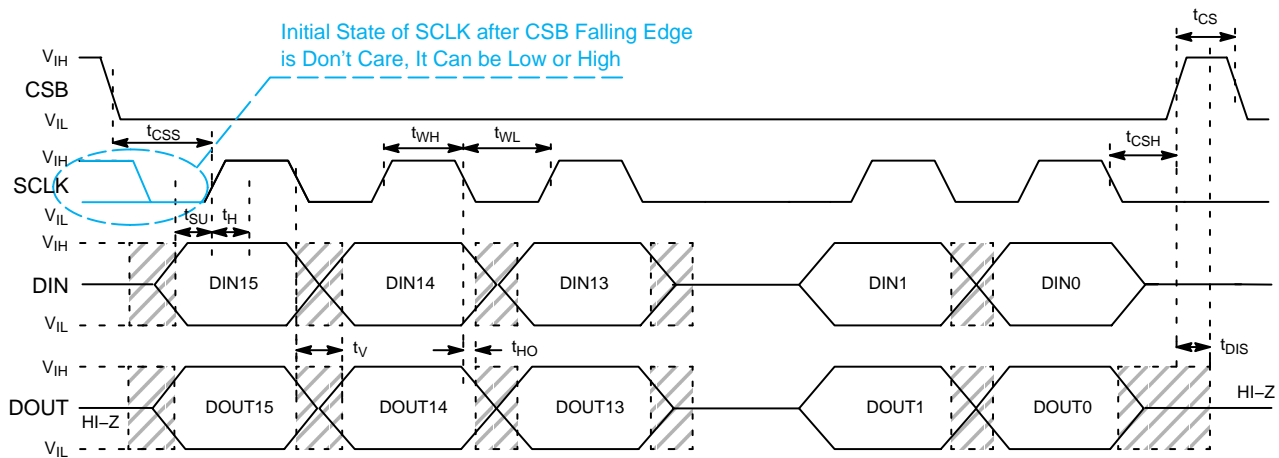 Initial State of SCLK after CSB Falling Edge
is Don't Care, It Can be Low or High
tCS
VIH
CSB
VIL
tCSS
tWH
tWL
tCSH
VIH
SCLK
VIL
tSU
tH
VIH
DIN
VIL
DIN15
DIN14
DIN13
DIN1
DIN0
tV
tHO
tDIS
VIH
DOUT
HI–Z
VIL
DOUT15
DOUT14
DOUT13
DOUT1
DOUT0
HI–Z